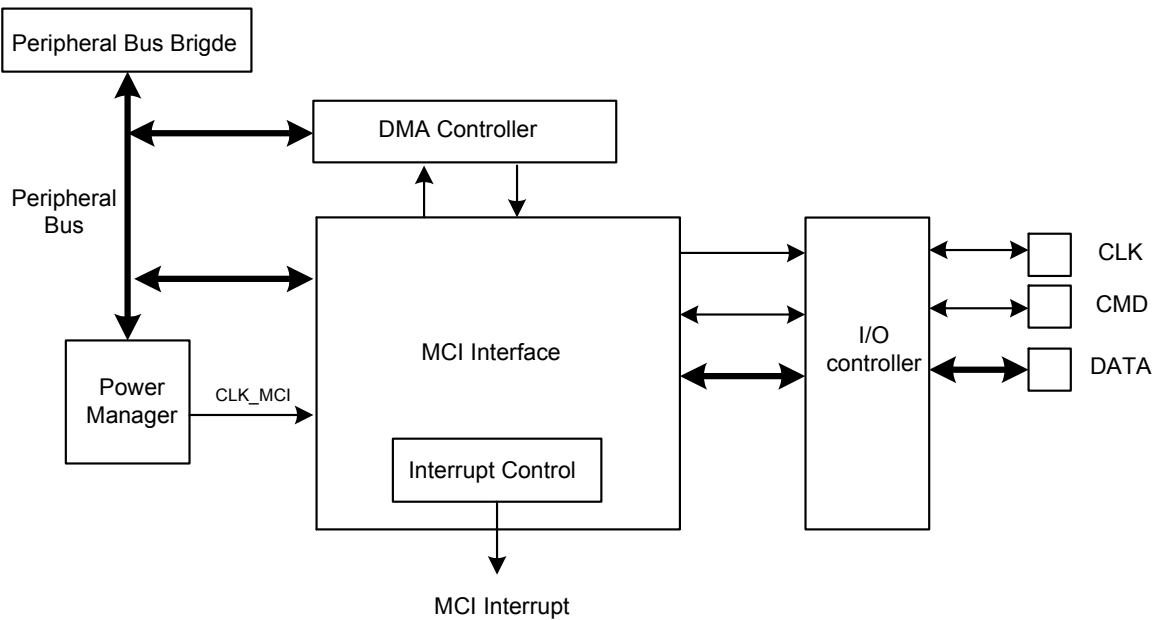 Peripheral Bus Brigde
DMA Controller
Peripheral
Bus
CLK
CMD
MCI Interface
I/O
controller
DATA
Power
Manager
CLK_MCI
Interrupt Control
MCI Interrupt